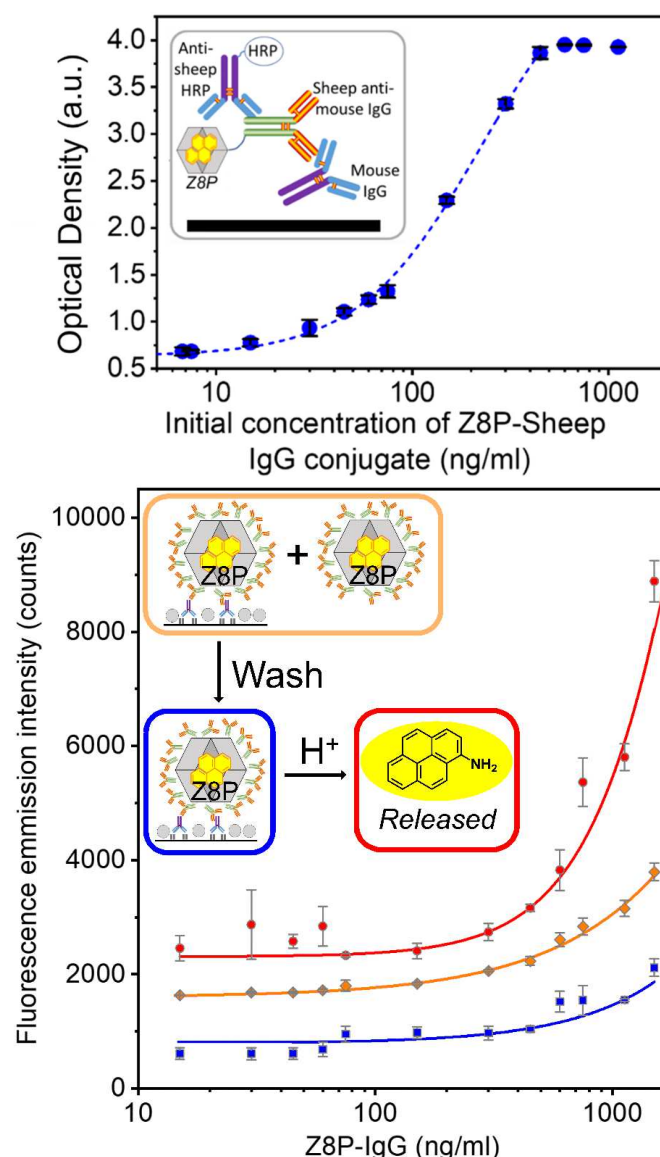 4.0
3.5
3.0
2.5
2.0
1.5
1.0
0.5
Optical Density (a.u.)
Anti-
sheep
HRP
HRP
Sheep anti-
mouse IgG
Z8P
Mouse
IgG
10
100
1000
Initial concentration of Z8P-Sheep
IgG conjugate (ng/ml)
10000
8000
6000
4000
2000
0
Fluorescence emmission intensity (counts)
Z8P
+
Z8P
Wash
Z8P
H+
NH2
Released
10
100
1000
Z8P-IgG (ng/ml)